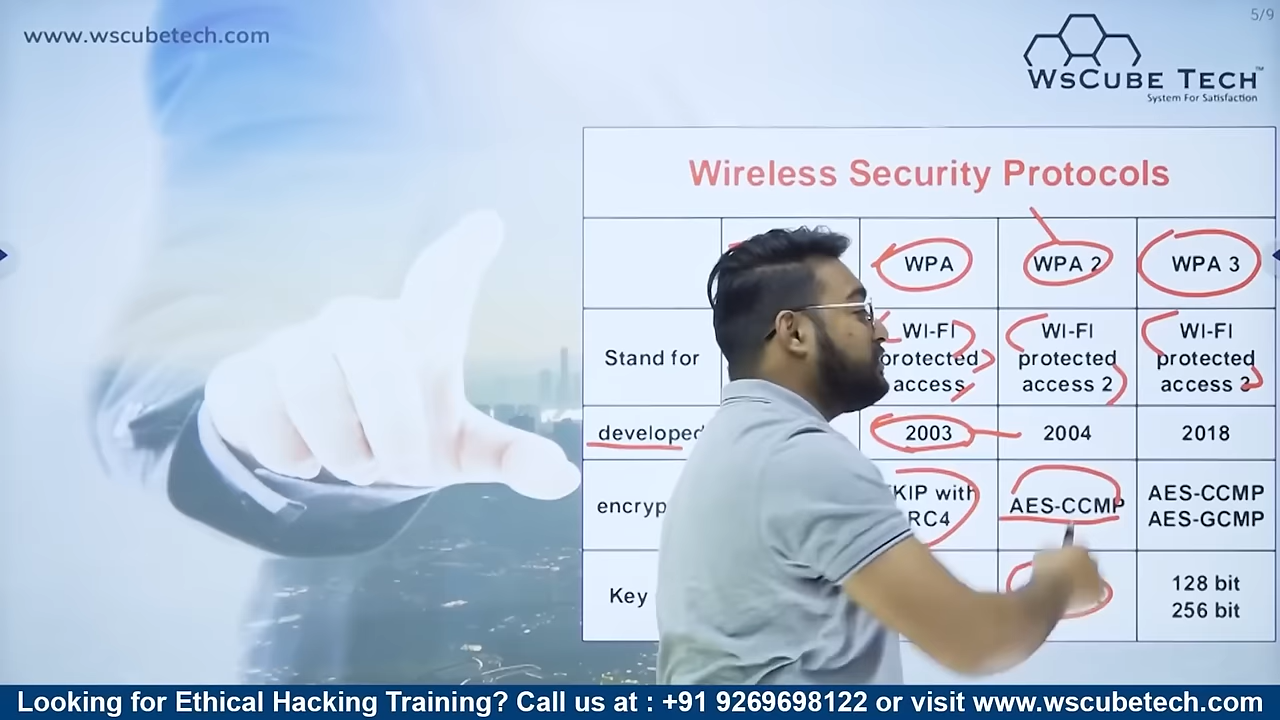 www.wscubetech.com
5/9
WsCube Tech™
System For Satisfaction
Wireless Security Protocols
WPA WPA 2 WPA 3
Stand for
WI-FI
protected
access
WI-FI
protected
access 2
WI-FI
protected
access 3
developed 2003 2004 2018
AES-CCMP
AES-CCMP
AES-GCMP
with
RC4
Key
128 bit
256 bit
Looking for Ethical Hacking Training? Call us at : +91 9269698122 or visit www.wscubetech.com